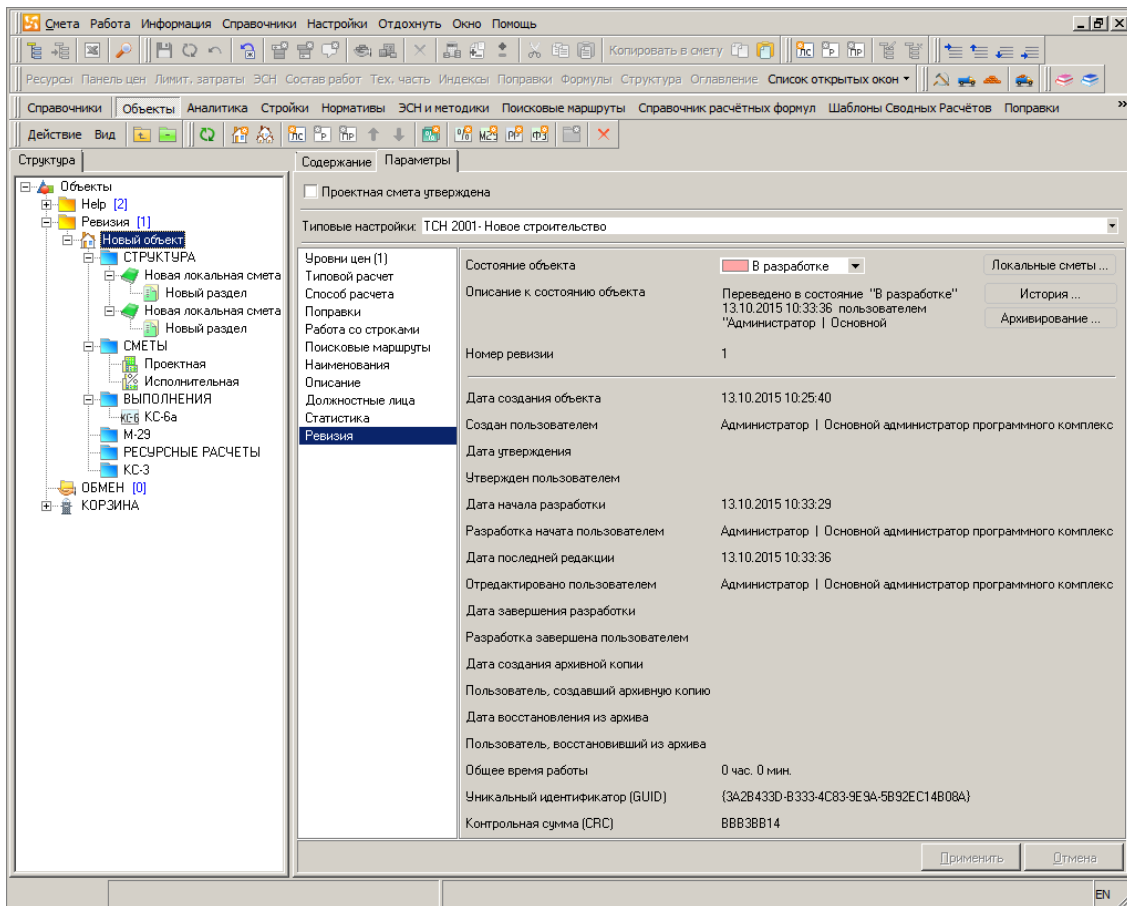 Смета Работа Информация Справочники Настройки Отдохнуть Окно Помощь
Копировать в смету
Ресурсы Панель цен Лимит. затраты ЭСН Состав работ Тех. часть Индексы Поправки Формулы Структура Оглавление Список открытых окон
Справочники Объекты Аналитика Стройки Нормативы ЭСН и методики Поисковые маршруты Справочник расчётных формул Шаблоны Сводных Расчётов Поправки »
Действие Вид
Структура
Содержание Параметры
Объекты
Help [2]
Ревизия [1]
Новый объект
СТРУКТУРА
Новая локальная смета
Новый раздел
Новая локальная смета
Новый раздел
СМЕТЫ
Проектная
Исполнительная
ВЫПОЛНЕНИЯ
КС-6 КС-6а
М-29
РЕСУРСНЫЕ РАСЧЕТЫ
КС-3
ОБМЕН [0]
КОРЗИНА
Проектная смета утверждена
Типовые настройки: ТСН 2001- Новое строительство
Уровни цен (1)
Типовой расчет
Способ расчета
Поправки
Работа со строками
Поисковые маршруты
Наименования
Описание
Должностные лица
Статистика
Ревизия
Состояние объекта В разработке Локальные сметы ...
Описание к состоянию объекта Переведено в состояние "В разработке"
13.10.2015 10:33:36 пользователем
"Администратор | Основной
История ...
Архивирование ...
Номер ревизии 1
Дата создания объекта 13.10.2015 10:25:40
Создан пользователем Администратор | Основной администратор программного комплекс
Дата утверждения
Утвержден пользователем
Дата начала разработки 13.10.2015 10:33:29
Разработка начата пользователем Администратор | Основной администратор программного комплекс
Дата последней редакции 13.10.2015 10:33:36
Отредактировано пользователем Администратор | Основной администратор программного комплекс
Дата завершения разработки
Разработка завершена пользователем
Дата создания архивной копии
Пользователь, создавший архивную копию
Дата восстановления из архива
Пользователь, восстановивший из архива
Общее время работы 0 час. 0 мин.
Уникальный идентификатор (GUID) {3A2B433D-B333-4C83-9E9A-5B92EC14B08A}
Контрольная сумма (CRC) BBB3BB14
Применить Отмена
EN